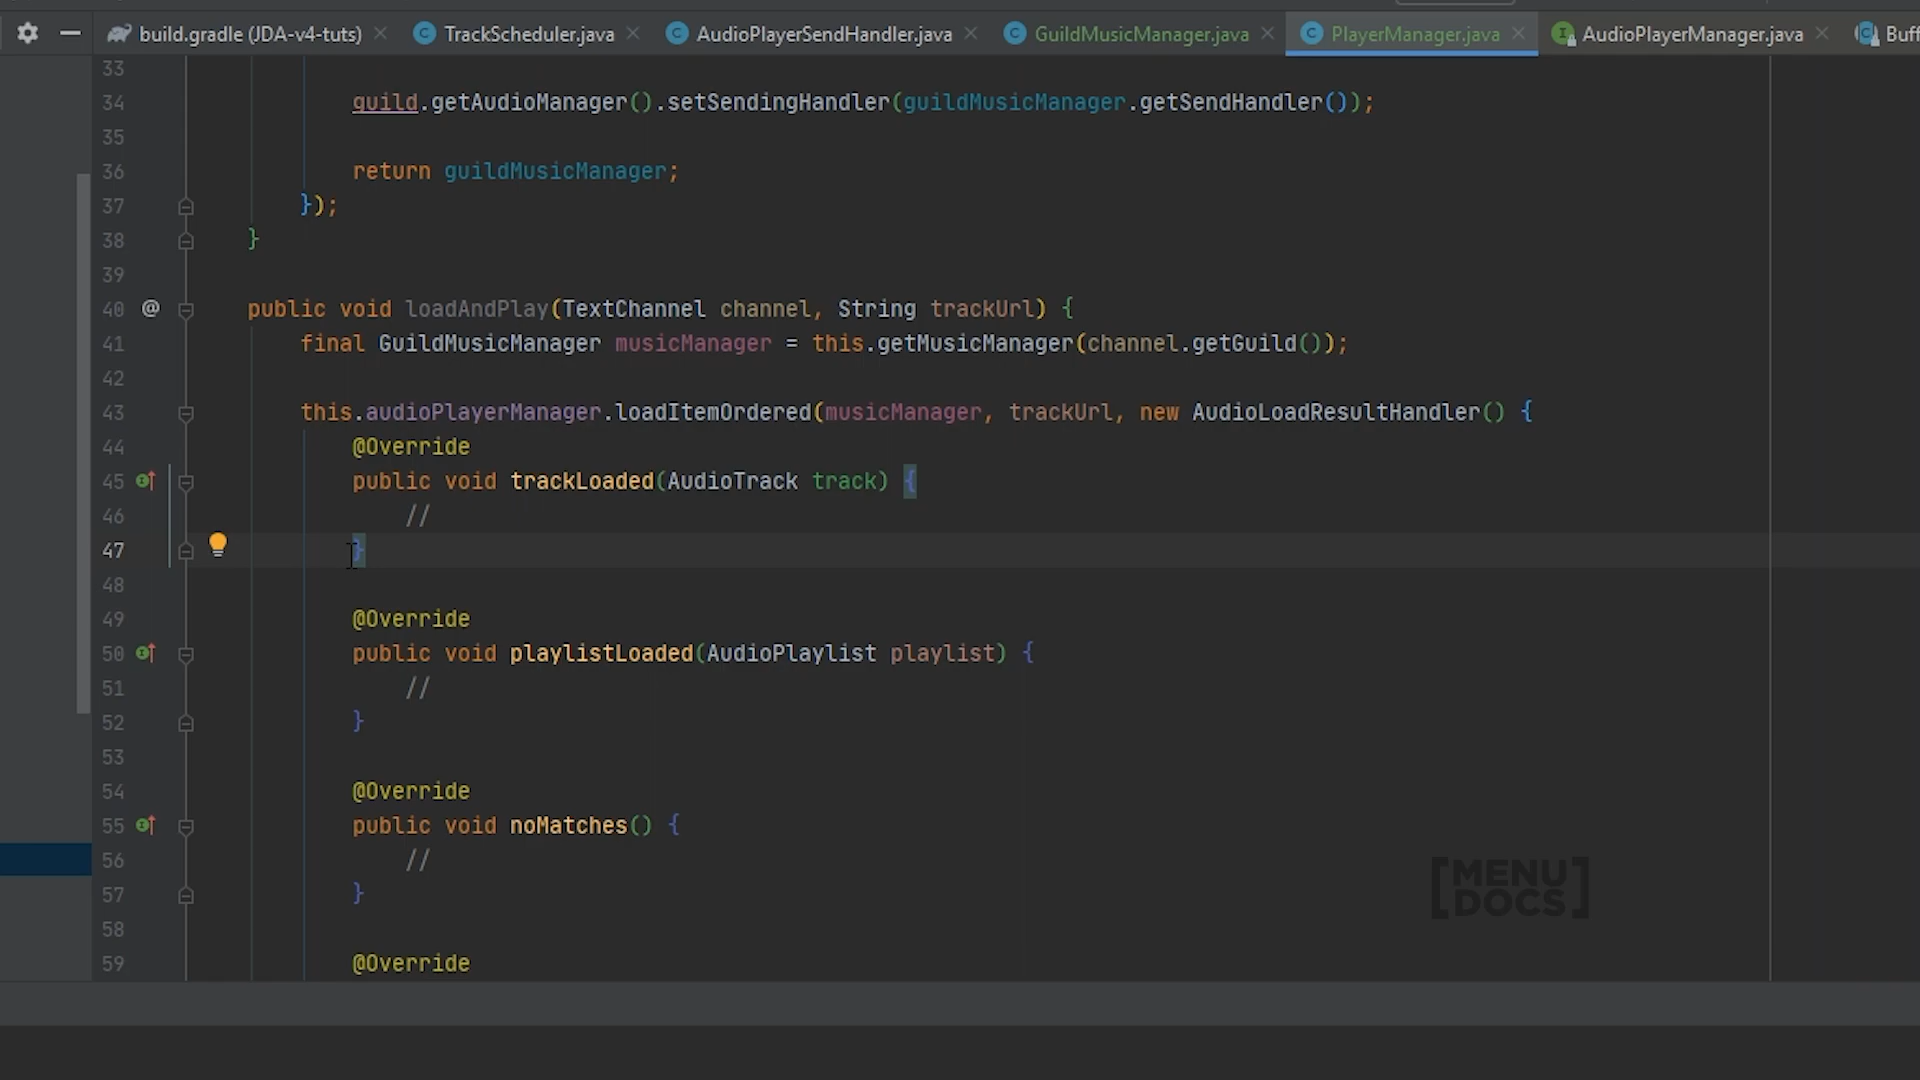 build.gradle (JDA-v4-tuts) TrackScheduler.java AudioPlayerSendHandler.java GuildMusicManager.java PlayerManager.java AudioPlayerManager.java Buff
33
34 guild.getAudioManager().setSendingHandler(guildMusicManager.getSendHandler());
35
36 return guildMusicManager;
37 });
38 }
39
40 @ public void loadAndPlay(TextChannel channel, String trackUrl) {
41 final GuildMusicManager musicManager = this.getMusicManager(channel.getGuild());
42
43 this.audioPlayerManager.loadItemOrdered(musicManager, trackUrl, new AudioLoadResultHandler() {
44 @Override
45 public void trackLoaded(AudioTrack track) {
46 //
47 }
48
49 @Override
50 public void playlistLoaded(AudioPlaylist playlist) {
51 //
52 }
53
54 @Override
55 public void noMatches() {
56 //
57 }
58
59 @Override
[MENU
DOCS]